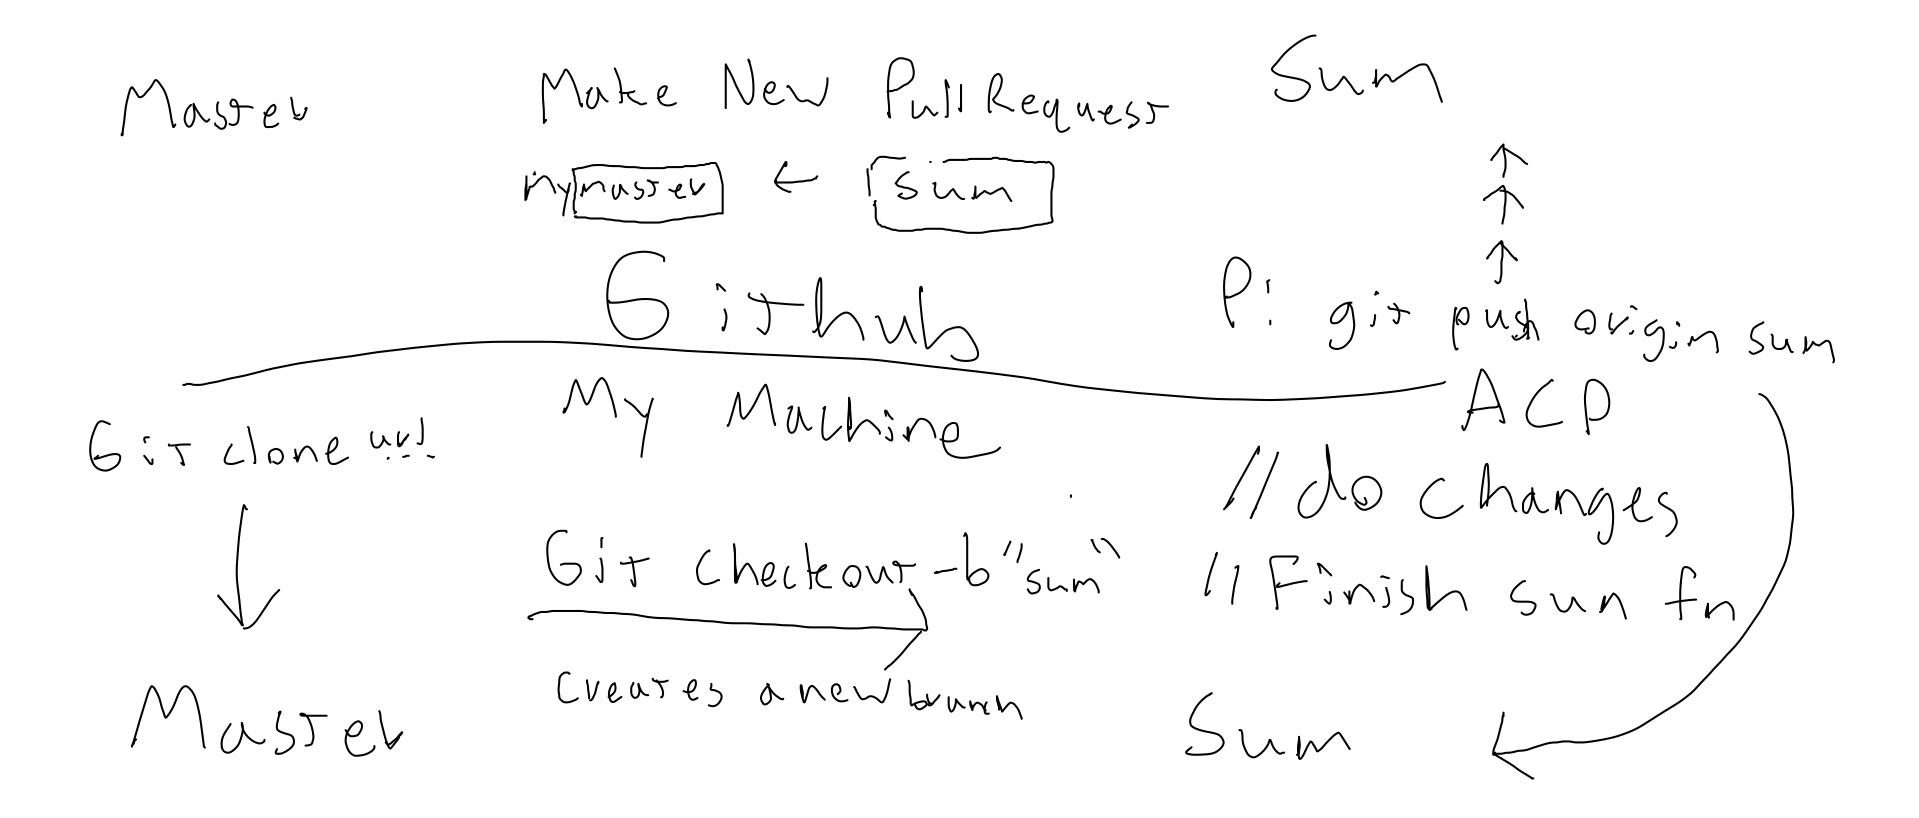 Master Make New Pull Request Sum
my master ← sum
↑
↑
↑
Github
P: git push origin sum
My Machine
ACP
Git clone url
// do changes
Git checkout -b "sum"
// Finish sun fn
creates a new branch
Master
Sum